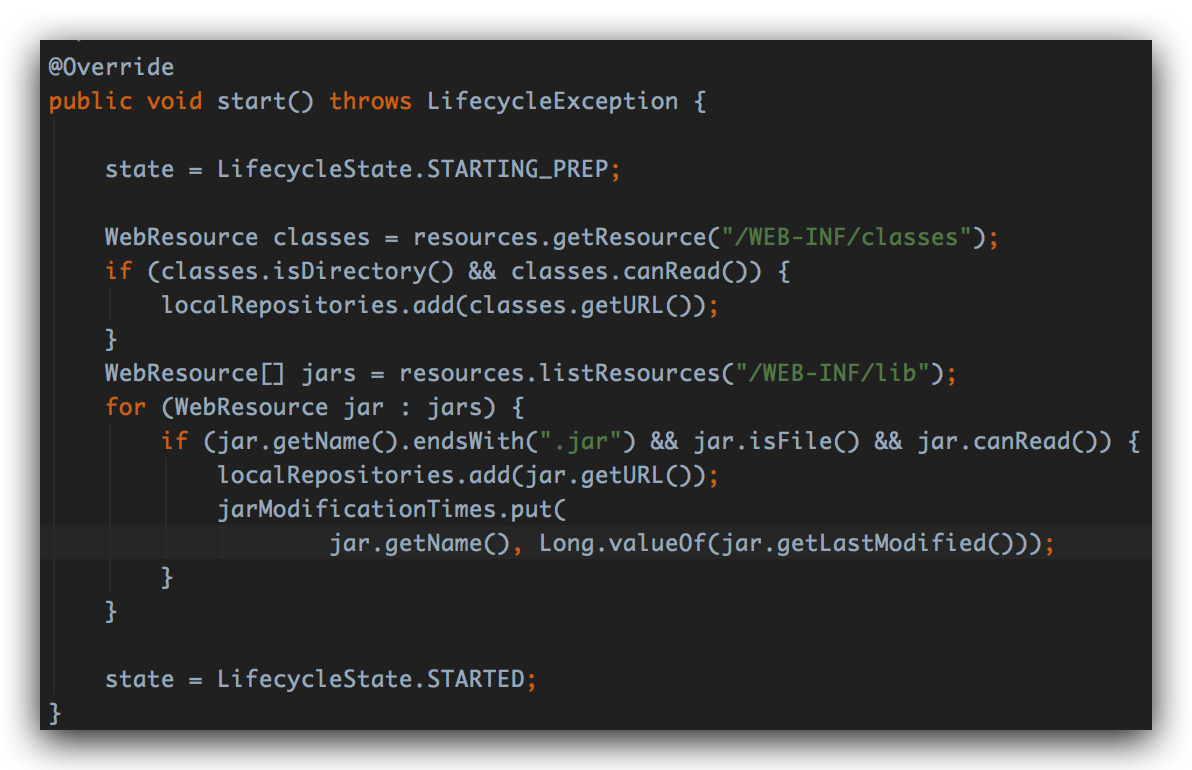 @Override
public void start() throws LifecycleException {
    state = LifecycleState.STARTING_PREP;
    WebResource classes = resources.getResource("/WEB-INF/classes");
    if (classes.isDirectory() && classes.canRead()) {
        localRepositories.add(classes.getURL());
    }
    WebResource[] jars = resources.listResources("/WEB-INF/lib");
    for (WebResource jar : jars) {
        if (jar.getName().endsWith(".jar") && jar.isFile() && jar.canRead()) {
            localRepositories.add(jar.getURL());
            jarModificationTimes.put(
                    jar.getName(), Long.valueOf(jar.getLastModified()));
        }
    }
    state = LifecycleState.STARTED;
}